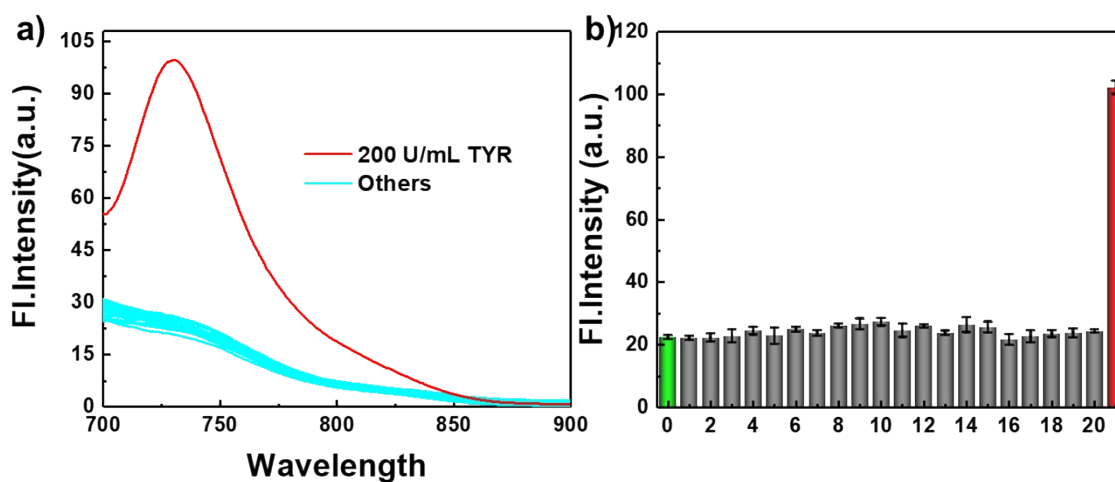 a)
Fl.Intensity(a.u.)
105
90
75
60
45
30
15
0
200 U/mL TYR
Others
700 750 800 850 900
Wavelength
b)
Fl.Intensity (a.u.)
120
100
80
60
40
20
0
0 2 4 6 8 10 12 14 16 18 20